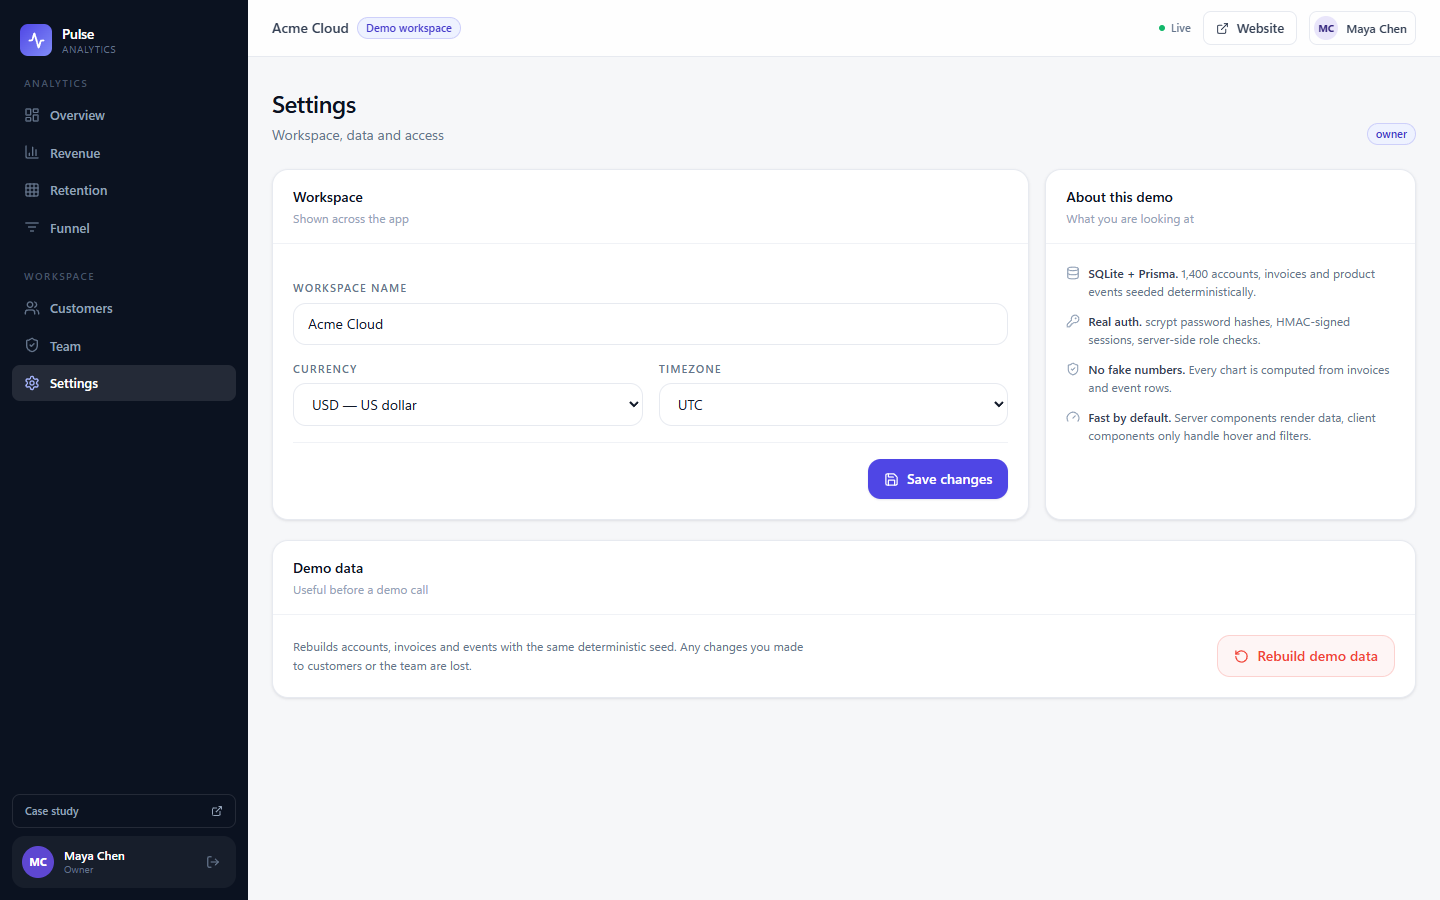 Pulse
ANALYTICS
ANALYTICS
Overview
Revenue
Retention
Funnel
WORKSPACE
Customers
Team
Settings
Case study
MC
Maya Chen
Owner
Acme Cloud
Demo workspace
Live
Website
MC
Maya Chen
Settings
Workspace, data and access
owner
Workspace
Shown across the app
WORKSPACE NAME
Acme Cloud
CURRENCY
TIMEZONE
USD — US dollar
UTC
Save changes
About this demo
What you are looking at
SQLite + Prisma. 1,400 accounts, invoices and product
events seeded deterministically.
Real auth. scrypt password hashes, HMAC-signed
sessions, server-side role checks.
No fake numbers. Every chart is computed from invoices
and event rows.
Fast by default. Server components render data, client
components only handle hover and filters.
Demo data
Useful before a demo call
Rebuilds accounts, invoices and events with the same deterministic seed. Any changes you made
to customers or the team are lost.
Rebuild demo data